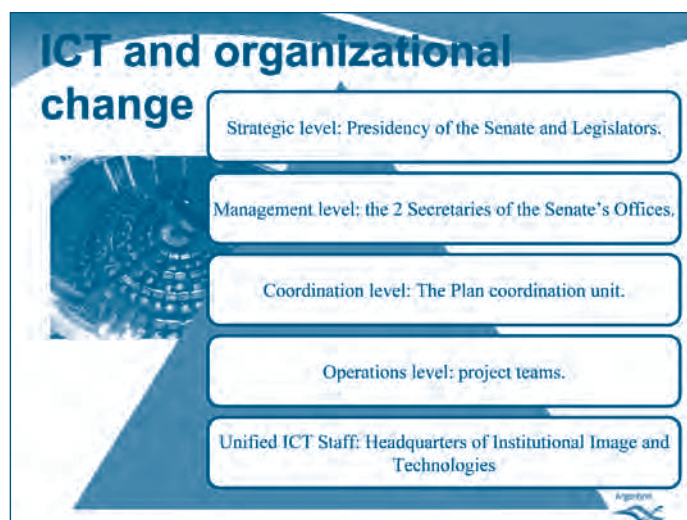 ICT and organizational
change
Strategic level: Presidency of the Senate and Legislators.
Management level: the 2 Secretaries of the Senate's Offices.
Coordination level: The Plan coordination unit.
Operations level: project teams.
Unified ICT Staff: Headquarters of Institutional Image and
Technologies
Argentina